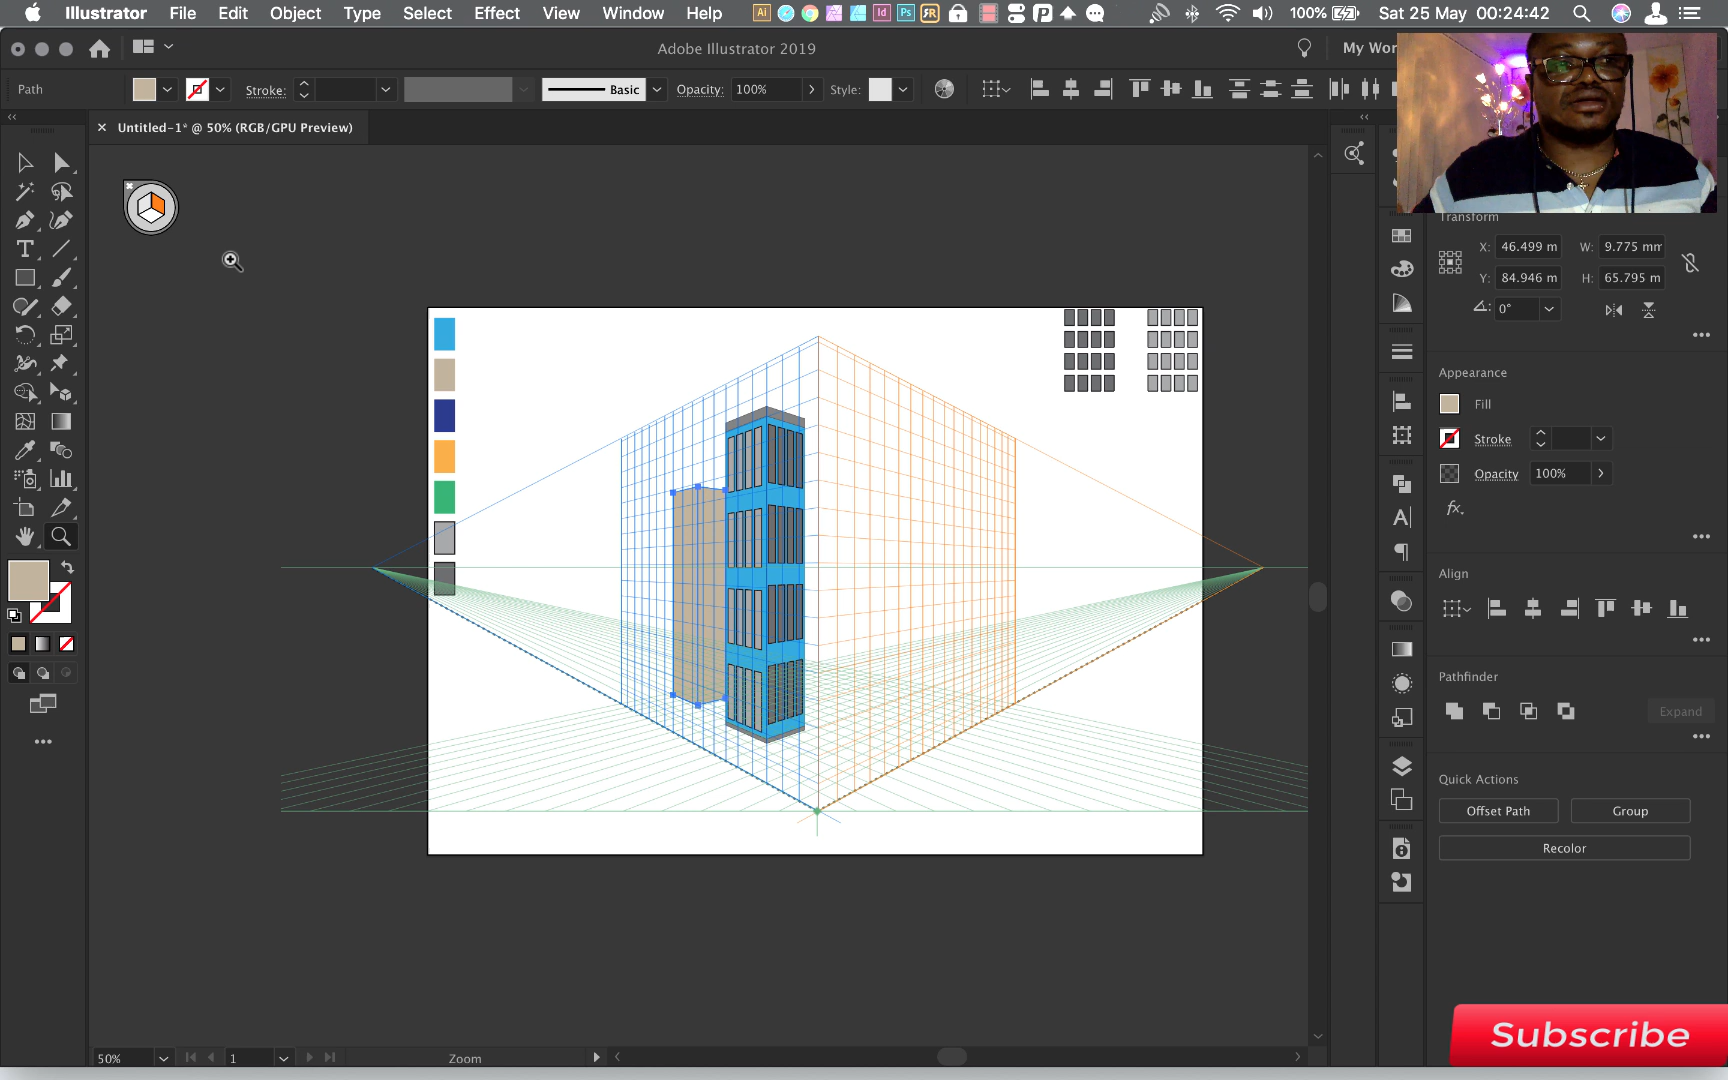 Illustrator File Edit Object Type Select Effect View Window Help Ai Id Ps 100% Sat 25 May 00:24:42
Adobe Illustrator 2019 My Wor
Path Stroke: Basic Opacity: 100% Style:
Untitled-1* @ 50% (RGB/GPU Preview)
Transform
X: 46.499 m W: 9.775 mm
Y: 84.946 m H: 65.795 m
0°
Appearance
Fill
Stroke
Opacity 100%
fx.
Align
Pathfinder
Expand
Quick Actions
Offset Path Group
Recolor
Subscribe
50% 1 Zoom